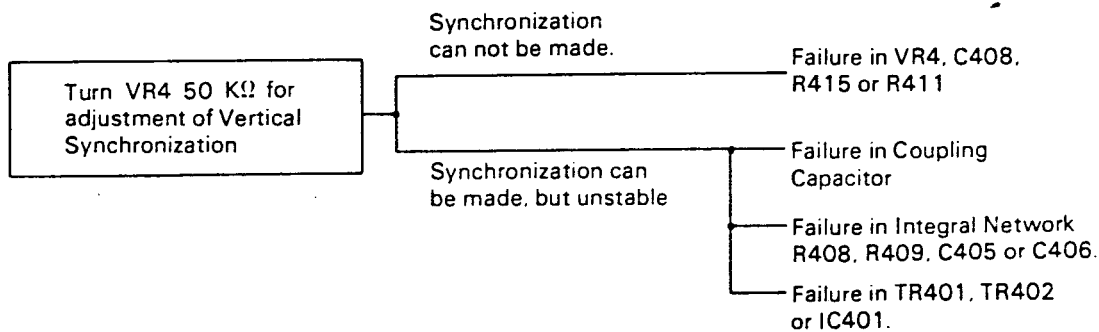 Synchronization
can not be made.
Failure in VR4, C408,
R415 or R411
Turn VR4 50 KΩ for
adjustment of Vertical
Synchronization
Synchronization can
be made, but unstable
Failure in Coupling
Capacitor
Failure in Integral Network
R408, R409, C405 or C406.
Failure in TR401, TR402
or IC401.